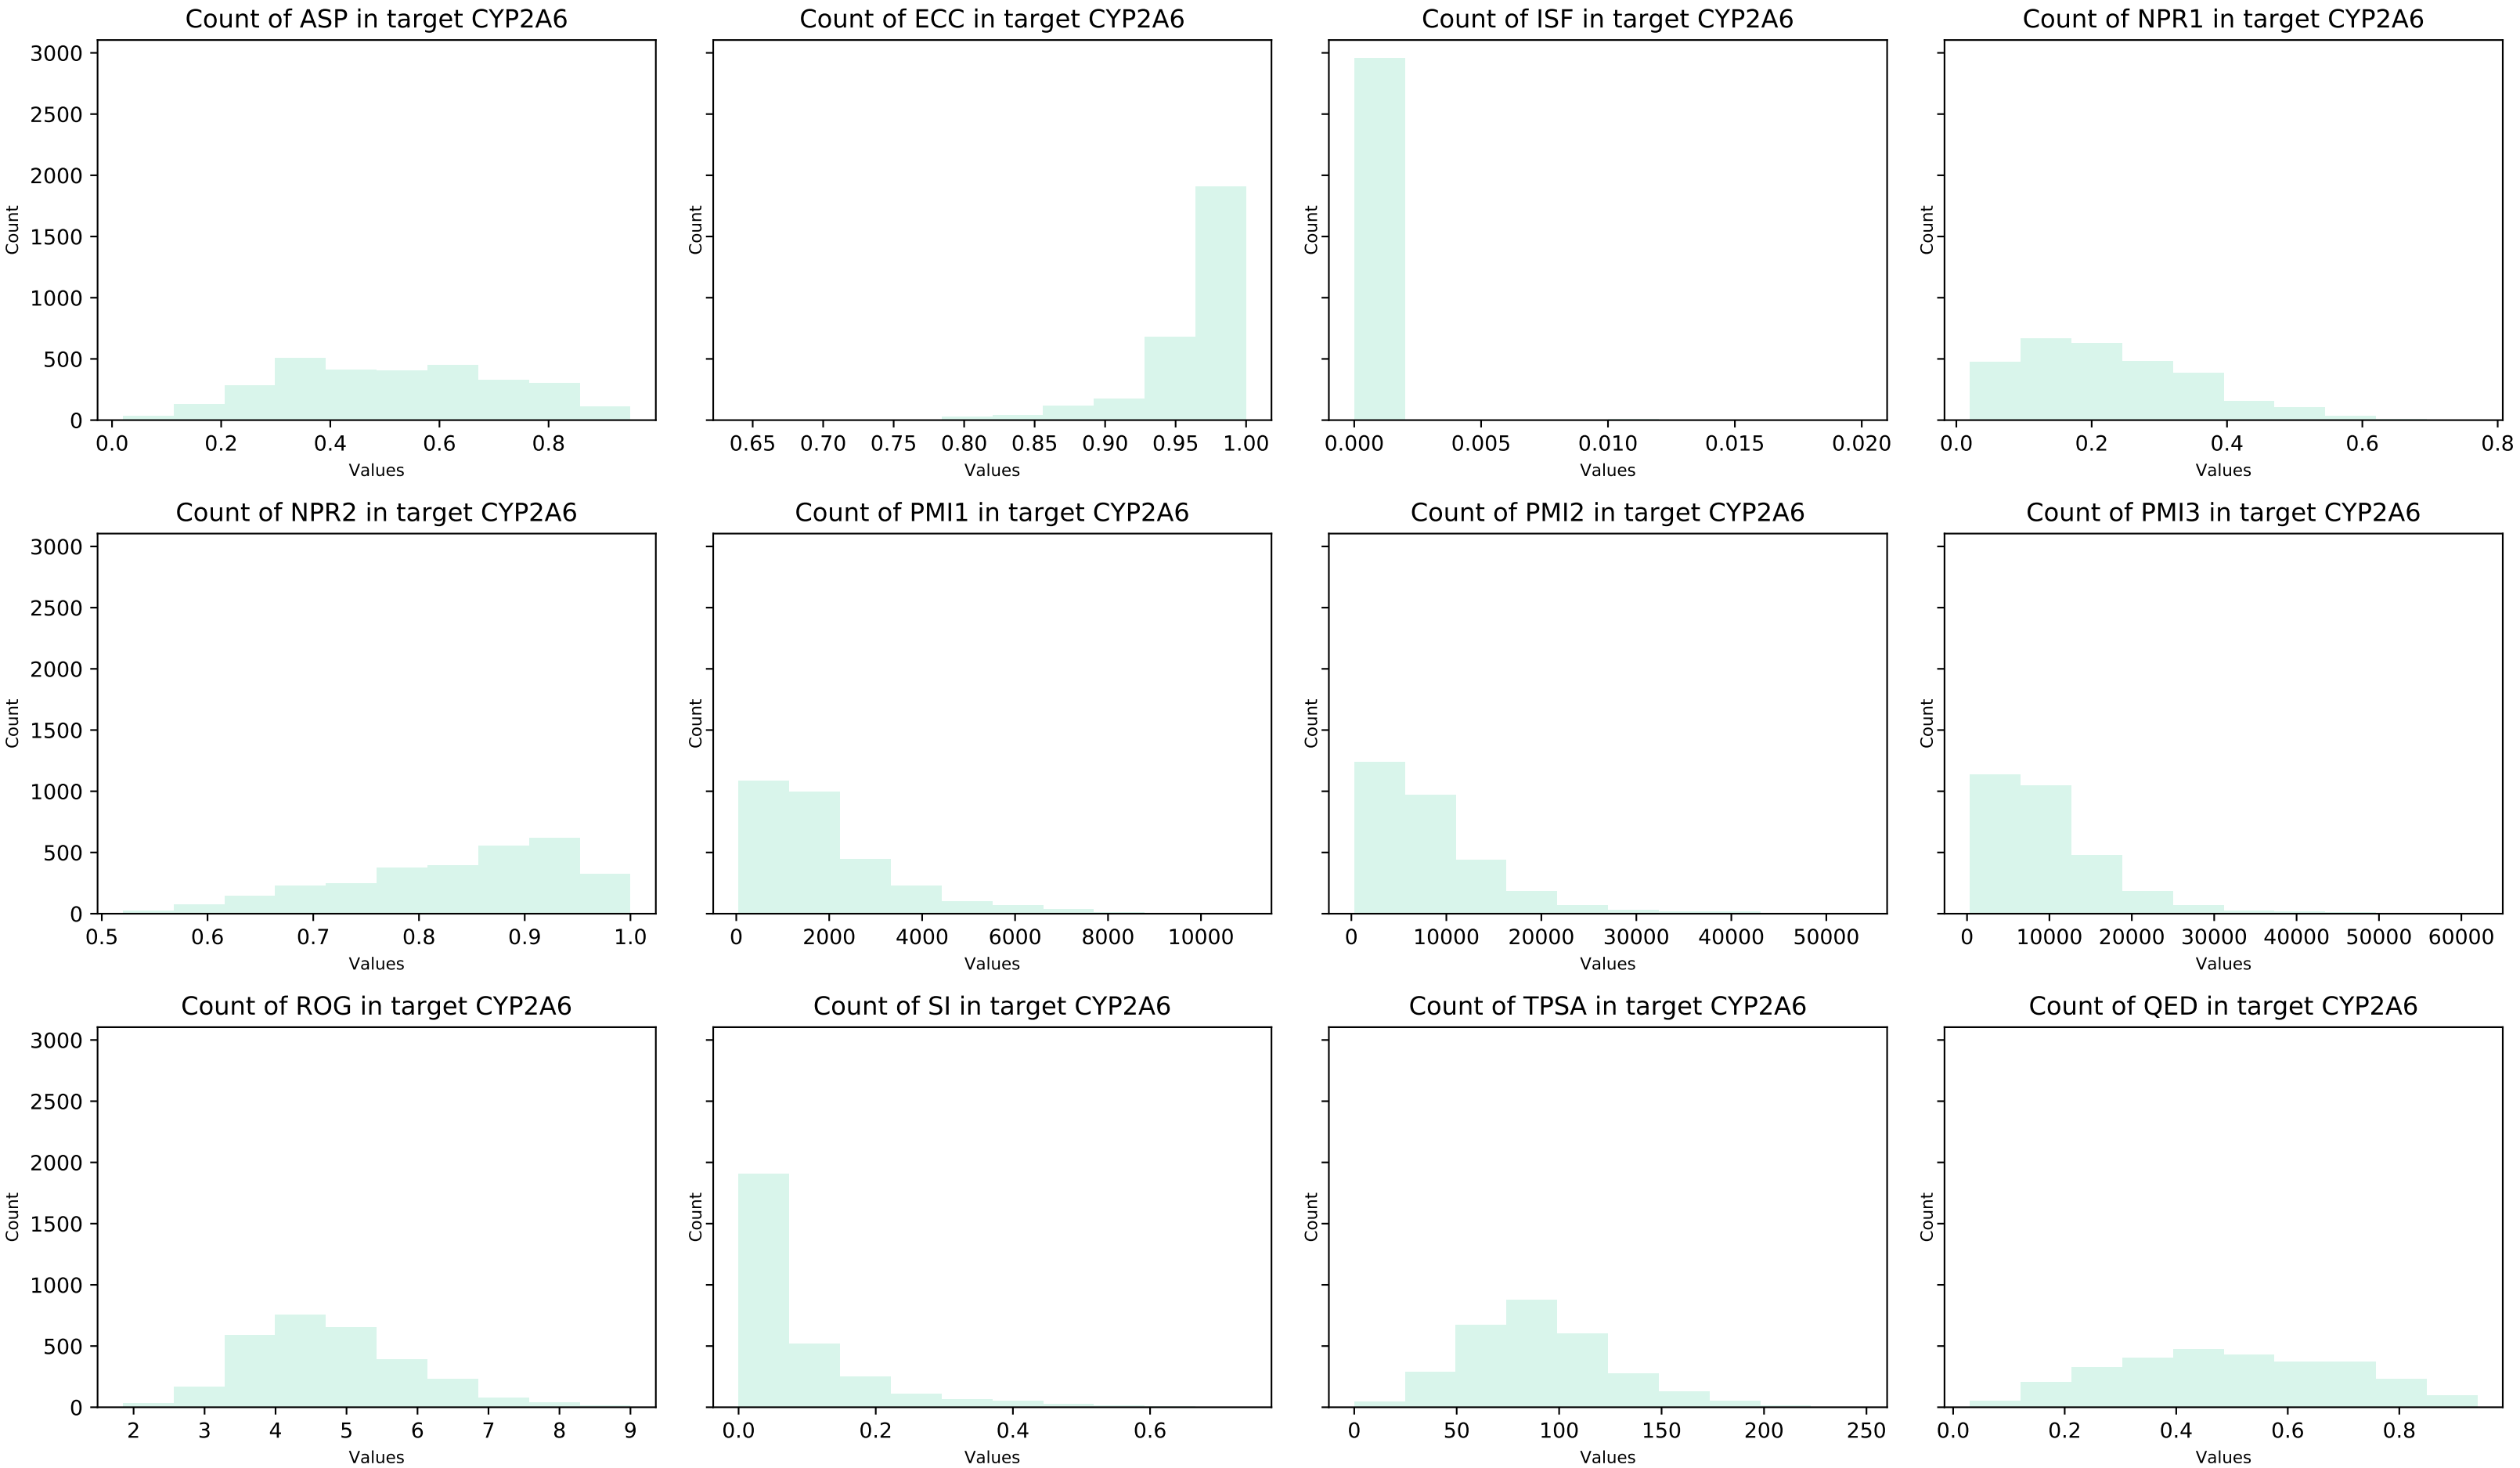 Count of ASP in target CYP2A6
Count of ECC in target CYP2A6
Count of ISF in target CYP2A6
Count of NPR1 in target CYP2A6
3000
2500
2000
1500
1000
500
0
Count
Count
Count
Count
0.0 0.2 0.4 0.6 0.8
0.65 0.70 0.75 0.80 0.85 0.90 0.95 1.00
0.000 0.005 0.010 0.015 0.020
0.0 0.2 0.4 0.6 0.8
Values
Values
Values
Values
Count of NPR2 in target CYP2A6
Count of PMI1 in target CYP2A6
Count of PMI2 in target CYP2A6
Count of PMI3 in target CYP2A6
3000
2500
2000
1500
1000
500
0
Count
Count
Count
Count
0.5 0.6 0.7 0.8 0.9 1.0
0 2000 4000 6000 8000 10000
0 10000 20000 30000 40000 50000
0 10000 20000 30000 40000 50000 60000
Values
Values
Values
Values
Count of ROG in target CYP2A6
Count of SI in target CYP2A6
Count of TPSA in target CYP2A6
Count of QED in target CYP2A6
3000
2500
2000
1500
1000
500
0
Count
Count
Count
Count
2 3 4 5 6 7 8 9
0.0 0.2 0.4 0.6
0 50 100 150 200 250
0.0 0.2 0.4 0.6 0.8
Values
Values
Values
Values